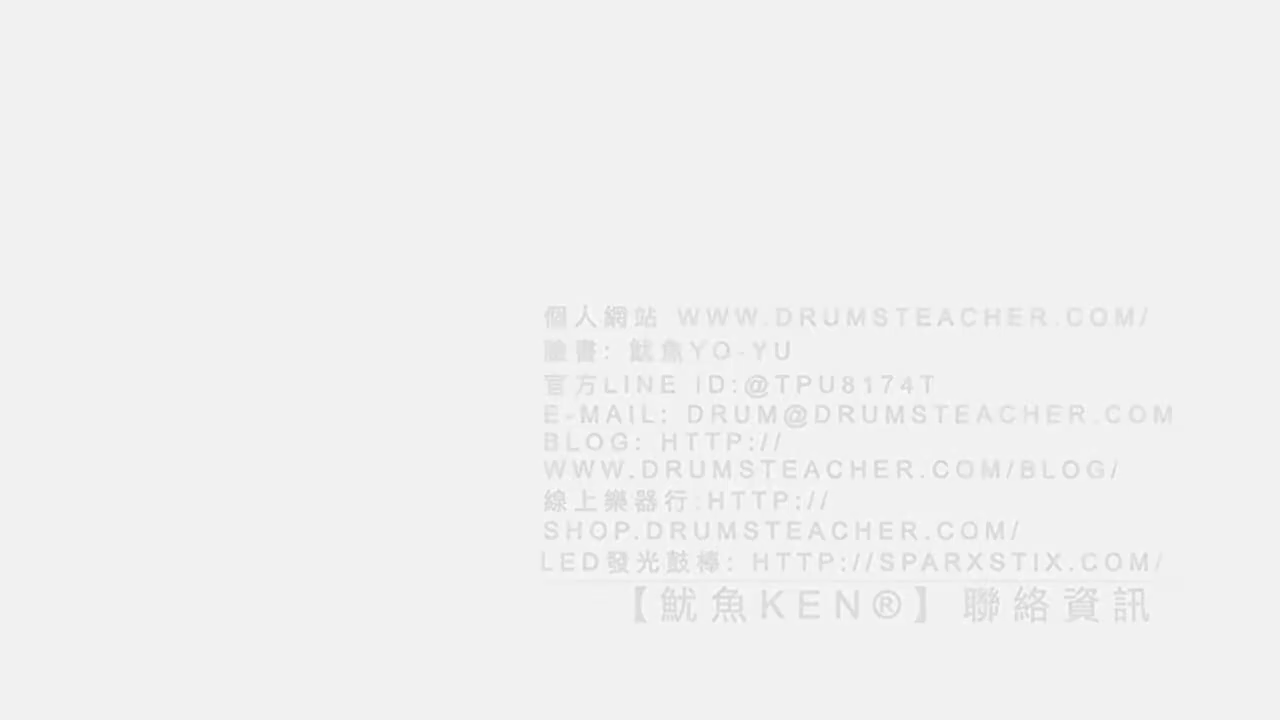 個人網站 WWW.DRUMSTEACHER.COM/
臉書: 魷魚YO-YU
官方LINE ID:@TPU8174T
E-MAIL: DRUM@DRUMSTEACHER.COM
BLOG: HTTP://
WWW.DRUMSTEACHER.COM/BLOG/
線上樂器行:HTTP://
SHOP.DRUMSTEACHER.COM/
LED發光鼓棒: HTTP://SPARXSTIX.COM/
【魷魚KEN®】 聯絡資訊